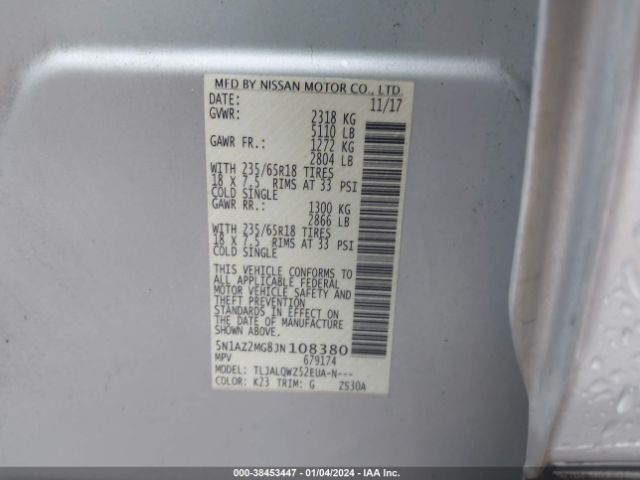 MFD BY NISSAN MOTOR CO., LTD.
DATE: 11/17
GVWR: 2318 KG
5110 LB
GAWR FR.: 1272 KG
2804 LB
WITH 235/65R18 TIRES
18 X 7.5 RIMS AT 33 PSI
COLD SINGLE
GAWR RR.: 1300 KG
2866 LB
WITH 235/65R18 TIRES
18 X 7.5 RIMS AT 33 PSI
COLD SINGLE
THIS VEHICLE CONFORMS TO
ALL APPLICABLE FEDERAL
MOTOR VEHICLE SAFETY AND
THEFT PREVENTION
STANDARDS IN EFFECT ON
THE DATE OF MANUFACTURE
SHOWN ABOVE.
5N1AZ2MG8JN108380
MPV 679174
MODEL: TLJALQWZ52EUA-N---
COLOR: K23 TRIM: G 2S30A
000-38453447 - 01/04/2024 - IAA Inc.